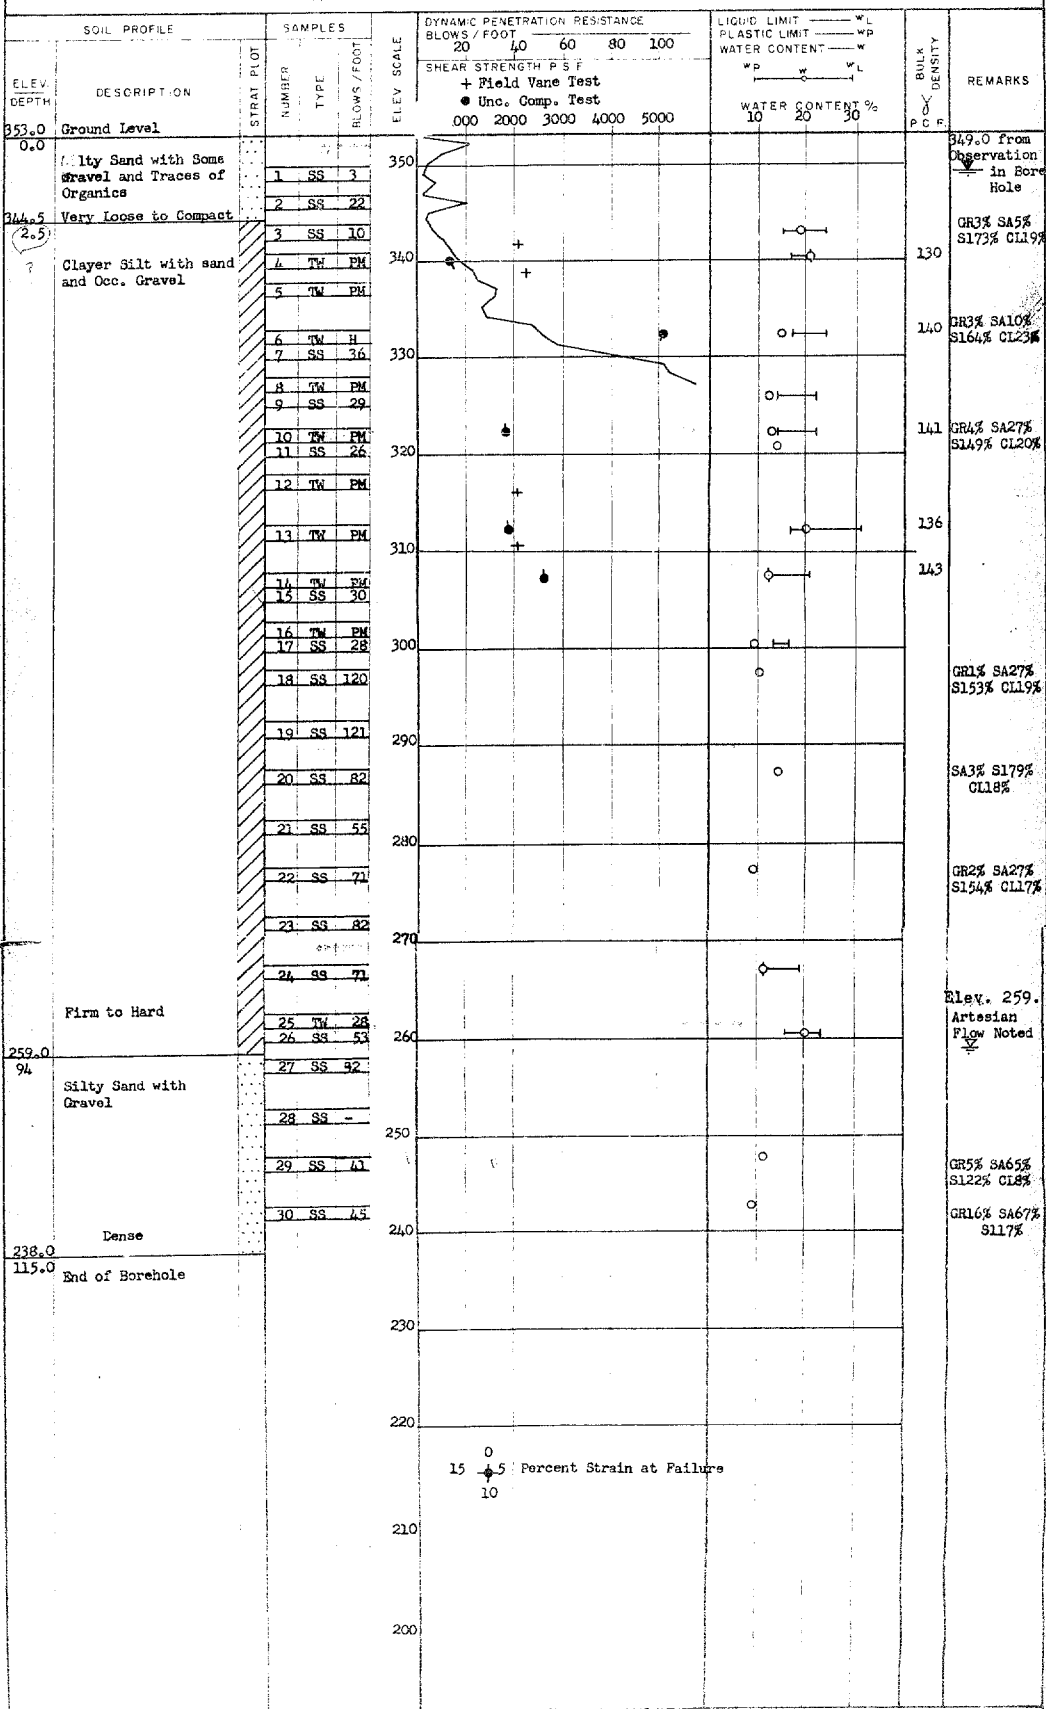 SOIL PROFILE
SAMPLES
ELEV SCALE
DYNAMIC PENETRATION RESISTANCE
BLOWS / FOOT
20 40 60 80 100
SHEAR STRENGTH P S F
+ Field Vane Test
● Unc. Comp. Test
.000 2000 3000 4000 5000
LIQUID LIMIT WL
PLASTIC LIMIT WP
WATER CONTENT W
WP W WL
WATER CONTENT %
10 20 30
BULK DENSITY
γ
P.C.F.
REMARKS
ELEV.
DEPTH
DESCRIPTION
STRAT PLOT
NUMBER
TYPE
BLOWS / FOOT
353.0 Ground Level
0.0
lty Sand with Some
Gravel and Traces of
Organics
Very Loose to Compact
344.5
2.5
?
Clayer Silt with sand
and Occ. Gravel
Firm to Hard
259.0
94
Silty Sand with
Gravel
Dense
238.0
115.0
End of Borehole
1 SS 3
2 SS 22
3 SS 10
4 TW PM
5 TW PM
6 TW H
7 SS 36
8 TW PM
9 SS 29
10 TW PM
11 SS 26
12 TW PM
13 TW PM
14 TW PM
15 SS 30
16 TW PM
17 SS 28
18 SS 120
19 SS 121
20 SS 82
21 SS 55
22 SS 71
23 SS 82
24 SS 71
25 TW 28
26 SS 53
27 SS 92
28 SS -
29 SS 41
30 SS 45
350
340
330
320
310
300
290
280
270
260
250
240
230
220
210
200
130
140
141
136
143
349.0 from
Observation
in Bore
Hole
GR3% SA5%
SI73% CL19%
GR3% SA10%
SI64% CL23%
GR4% SA27%
SI49% CL20%
GR1% SA27%
SI53% CL19%
SA3% SI79%
CL18%
GR2% SA27%
SI54% CL17%
Elev. 259.
Artesian
Flow Noted
GR5% SA65%
SI22% CL8%
GR16% SA67%
SI17%
0
15 5 Percent Strain at Failure
10